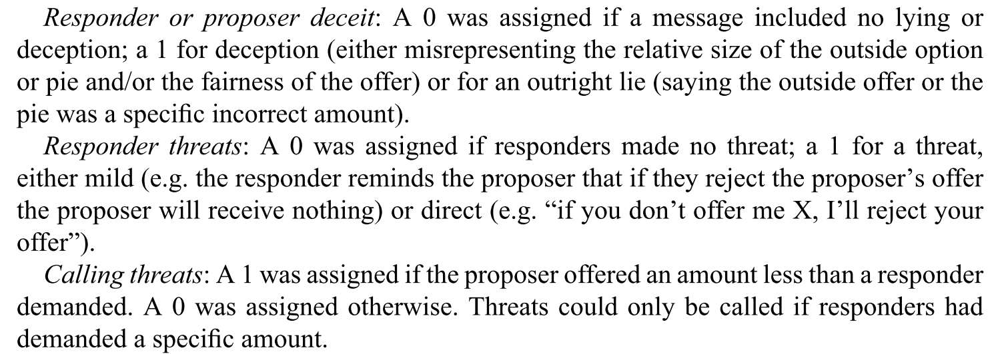 Responder or proposer deceit: A 0 was assigned if a message included no lying or
deception; a 1 for deception (either misrepresenting the relative size of the outside option
or pie and/or the fairness of the offer) or for an outright lie (saying the outside offer or the
pie was a specific incorrect amount).
Responder threats: A 0 was assigned if responders made no threat; a 1 for a threat,
either mild (e.g. the responder reminds the proposer that if they reject the proposer’s offer
the proposer will receive nothing) or direct (e.g. “if you don’t offer me X, I’ll reject your
offer”).
Calling threats: A 1 was assigned if the proposer offered an amount less than a responder
demanded. A 0 was assigned otherwise. Threats could only be called if responders had
demanded a specific amount.